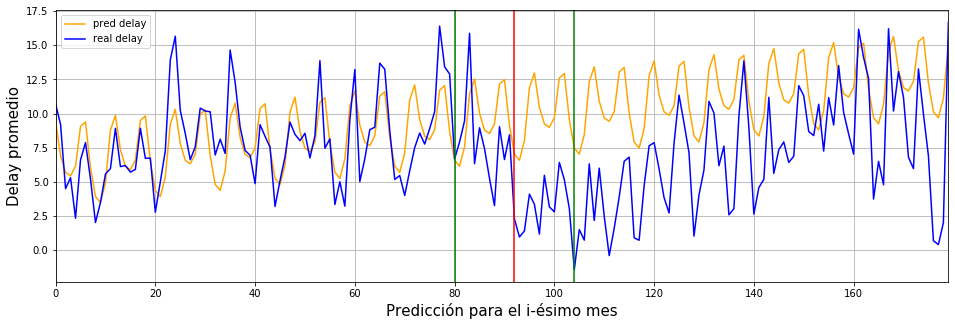 17.5
15.0
12.5
10.0
7.5
5.0
2.5
0.0
Delay promedio
pred delay
real delay
0 20 40 60 80 100 120 140 160
Predicción para el i-ésimo mes